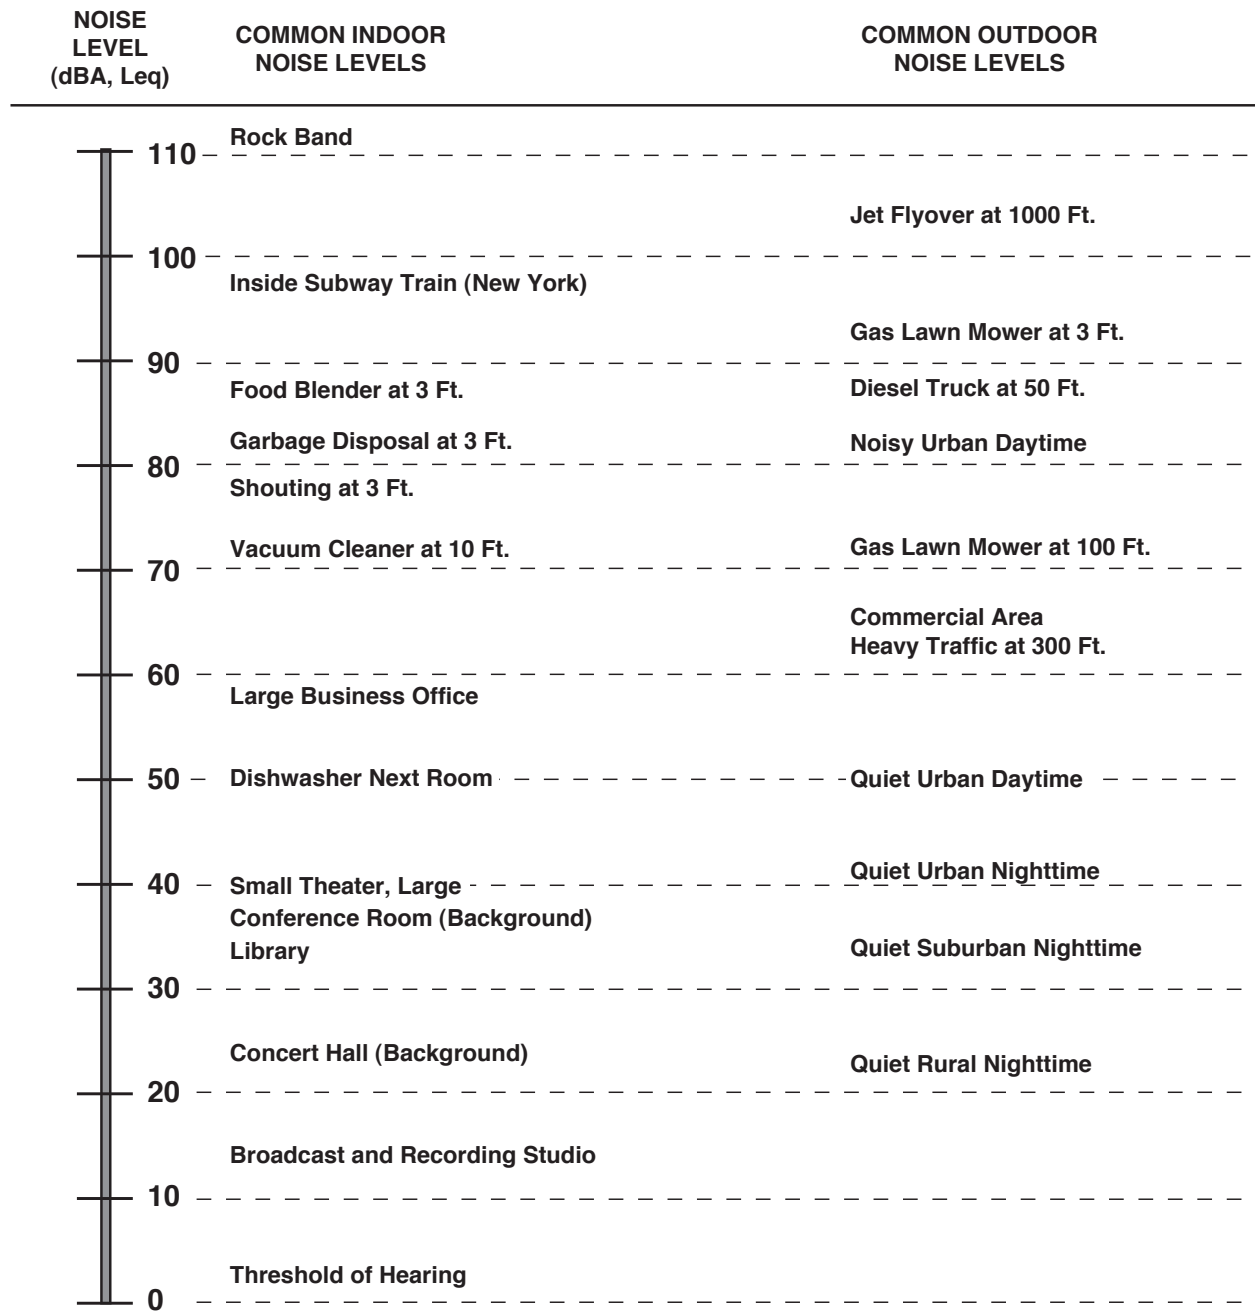 NOISE
LEVEL
(dBA, Leq)
COMMON INDOOR
NOISE LEVELS
COMMON OUTDOOR
NOISE LEVELS
Rock Band
110
Jet Flyover at 1000 Ft.
100
Inside Subway Train (New York)
Gas Lawn Mower at 3 Ft.
90
Food Blender at 3 Ft.
Diesel Truck at 50 Ft.
Garbage Disposal at 3 Ft.
Noisy Urban Daytime
80
Shouting at 3 Ft.
Vacuum Cleaner at 10 Ft.
Gas Lawn Mower at 100 Ft.
70
Commercial Area
Heavy Traffic at 300 Ft.
60
Large Business Office
50
Dishwasher Next Room
Quiet Urban Daytime
Quiet Urban Nighttime
40
Small Theater, Large
Conference Room (Background)
Library
Quiet Suburban Nighttime
30
Concert Hall (Background)
Quiet Rural Nighttime
20
Broadcast and Recording Studio
10
Threshold of Hearing
0